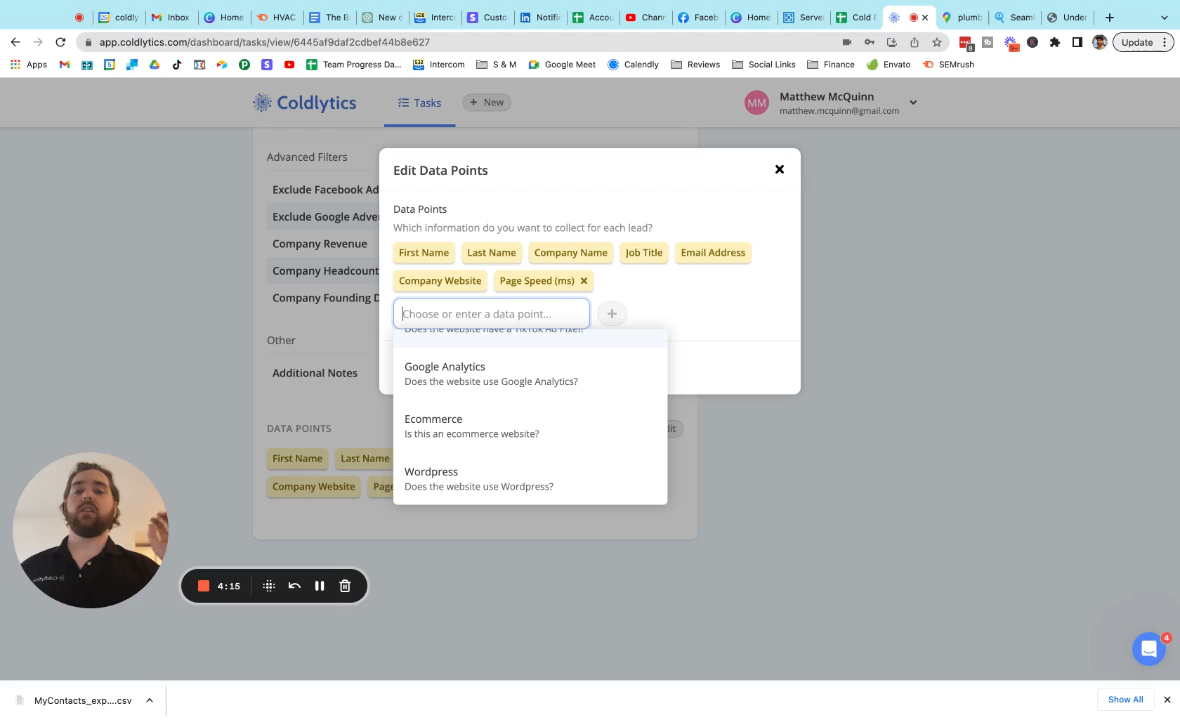 coldly
Inbox
Home
HVAC
The B
New c
Interc
Custo
Notific
Accou
Chann
Faceb
Home
Server
Cold E
plumb
Seam
Under
app.coldlytics.com/dashboard/tasks/view/6445af9daf2cdbef44b8e627
Update
Apps
Team Progress Da...
Intercom
S & M
Google Meet
Calendly
Reviews
Social Links
Finance
Envato
SEMrush
Coldlytics
Tasks
+ New
MM
Matthew McQuinn
matthew.mcquinn@gmail.com
Advanced Filters
Exclude Facebook Ad
Exclude Google Adver
Company Revenue
Company Headcount
Company Founding D
Other
Additional Notes
DATA POINTS
First Name
Last Name
Company Website
Page
Edit Data Points
Data Points
Which information do you want to collect for each lead?
First Name
Last Name
Company Name
Job Title
Email Address
Company Website
Page Speed (ms)
Choose or enter a data point...
Does the website have a TikTok Ad Pixel?
Google Analytics
Does the website use Google Analytics?
Ecommerce
Is this an ecommerce website?
Wordpress
Does the website use Wordpress?
4:15
4
MyContacts_exp....csv
Show All